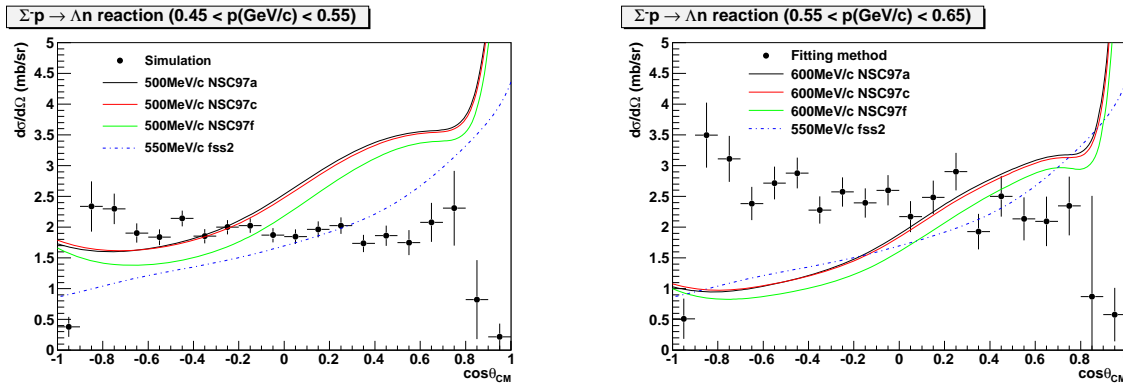 Σ⁻p → Λn reaction (0.45 < p(GeV/c) < 0.55)
dσ/dΩ (mb/sr)
5
4.5
4
3.5
3
2.5
2
1.5
1
0.5
0
Simulation
500MeV/c NSC97a
500MeV/c NSC97c
500MeV/c NSC97f
550MeV/c fss2
-1 -0.8 -0.6 -0.4 -0.2 0 0.2 0.4 0.6 0.8 1
cosθCM
Σ⁻p → Λn reaction (0.55 < p(GeV/c) < 0.65)
dσ/dΩ (mb/sr)
5
4.5
4
3.5
3
2.5
2
1.5
1
0.5
0
Fitting method
600MeV/c NSC97a
600MeV/c NSC97c
600MeV/c NSC97f
550MeV/c fss2
-1 -0.8 -0.6 -0.4 -0.2 0 0.2 0.4 0.6 0.8 1
cosθCM